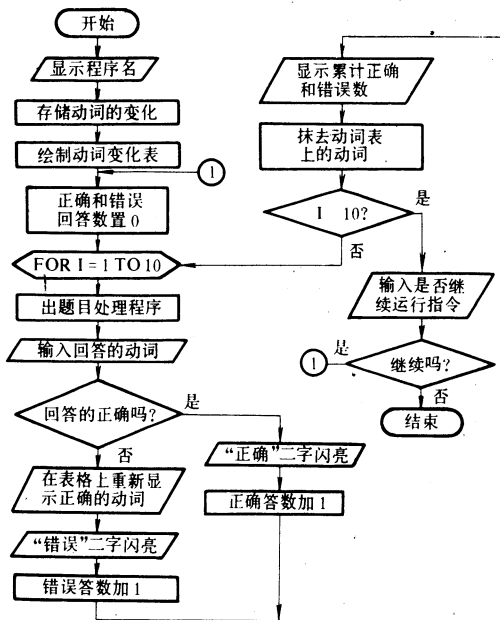 开始
显示程序名
存储动词的变化
绘制动词变化表
1
正确和错误
回答数置0
FOR I = 1 TO 10
出题目处理程序
输入回答的动词
回答的正确吗?
是
否
在表格上重新显
示正确的动词
“错误”二字闪亮
错误答数加1
“正确”二字闪亮
正确答数加1
显示累计正确
和错误数
抹去动词表
上的动词
I 10?
是
否
输入是否继
续运行指令
继续吗?
是
1
否
结束